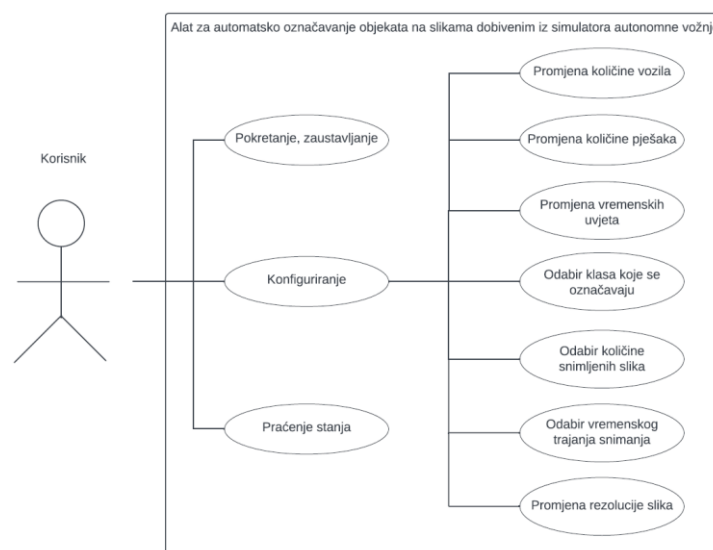 Alat za automatsko označavanje objekata na slikama dobivenim iz simulatora autonomne vožnj
Korisnik
Pokretanje, zaustavljanje
Konfiguriranje
Praćenje stanja
Promjena količine vozila
Promjena količine pješaka
Promjena vremenskih
uvjeta
Odabir klasa koje se
označavaju
Odabir količine
snimljenih slika
Odabir vremenskog
trajanja snimanja
Promjena rezolucije slika